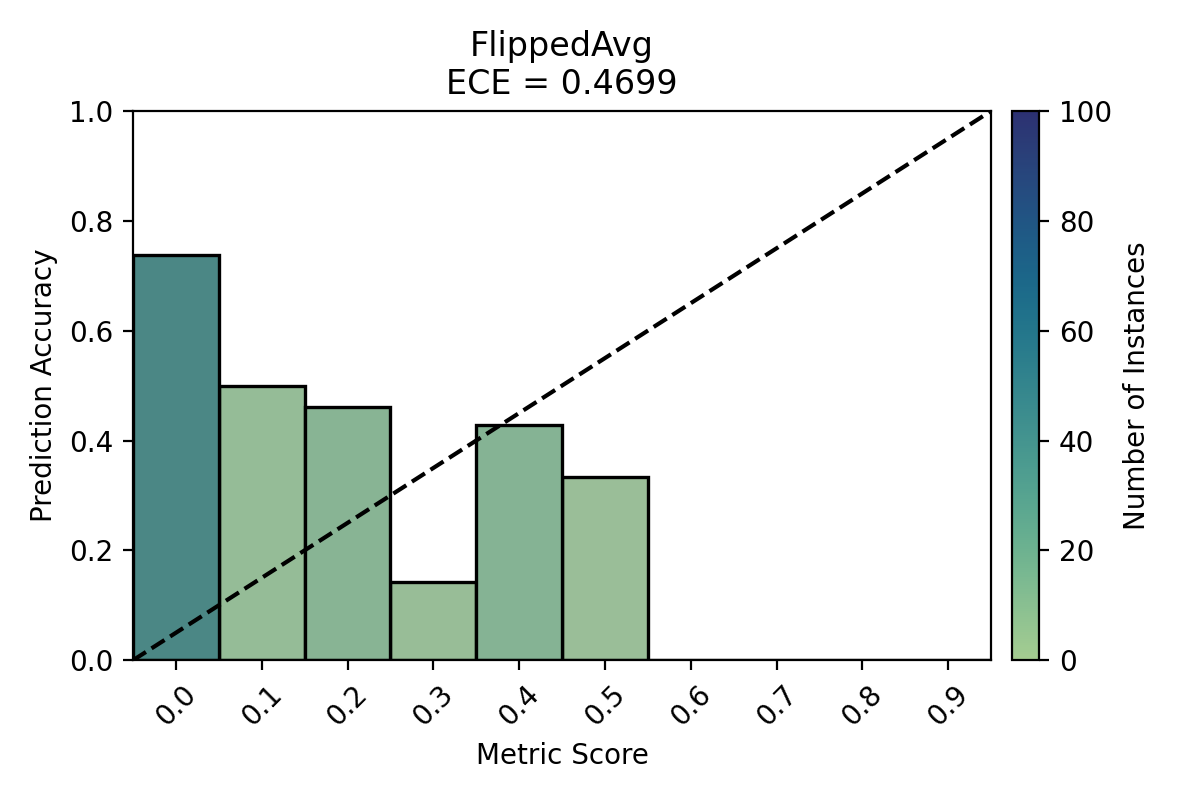 FlippedAvg
ECE = 0.4699
1.0
0.8
0.6
0.4
0.2
0.0
Prediction Accuracy
0.0 0.1 0.2 0.3 0.4 0.5 0.6 0.7 0.8 0.9
Metric Score
100
80
60
40
20
0
Number of Instances